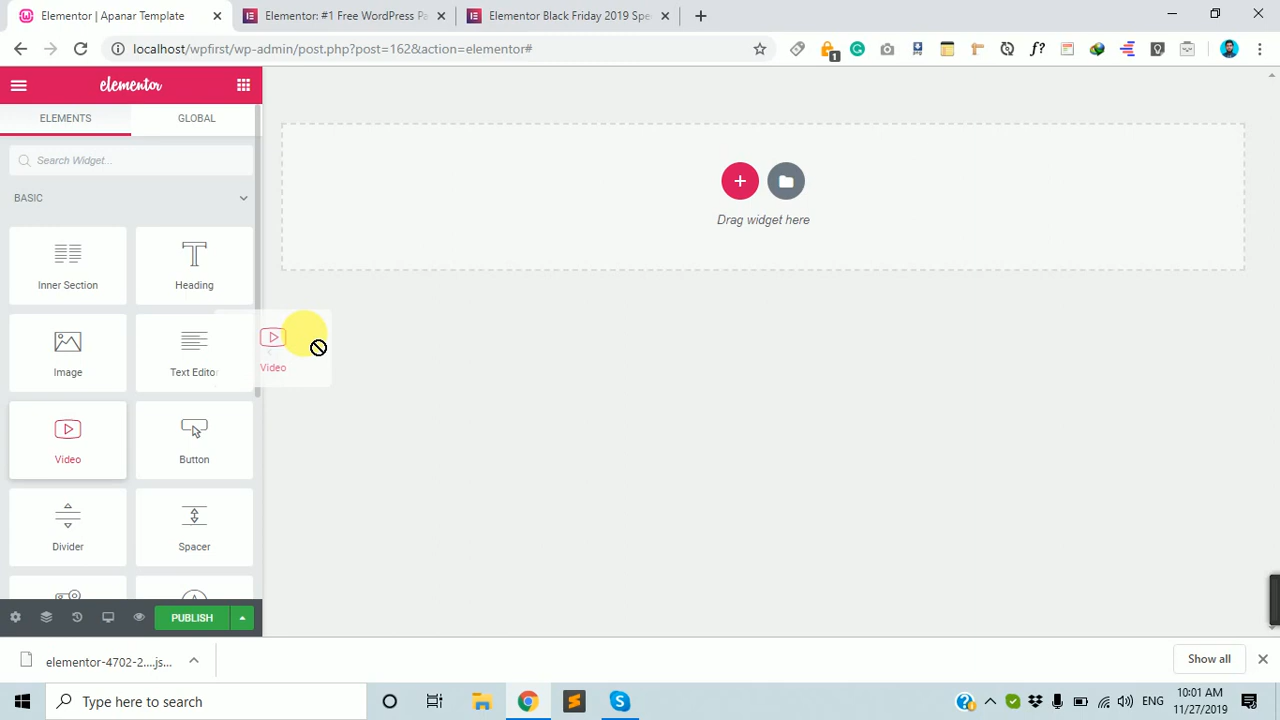 Elementor | Apanar Template
Elementor: #1 Free WordPress Pa
Elementor Black Friday 2019 Spe
localhost/wpfirst/wp-admin/post.php?post=162&action=elementor#
1
f?
elementor
ELEMENTS
GLOBAL
Search Widget...
BASIC
Drag widget here
Inner Section
Heading
Image
Text Editor
Video
Video
Button
Divider
Spacer
PUBLISH
elementor-4702-2....js...
Show all
Type here to search
ENG
10:01 AM
11/27/2019